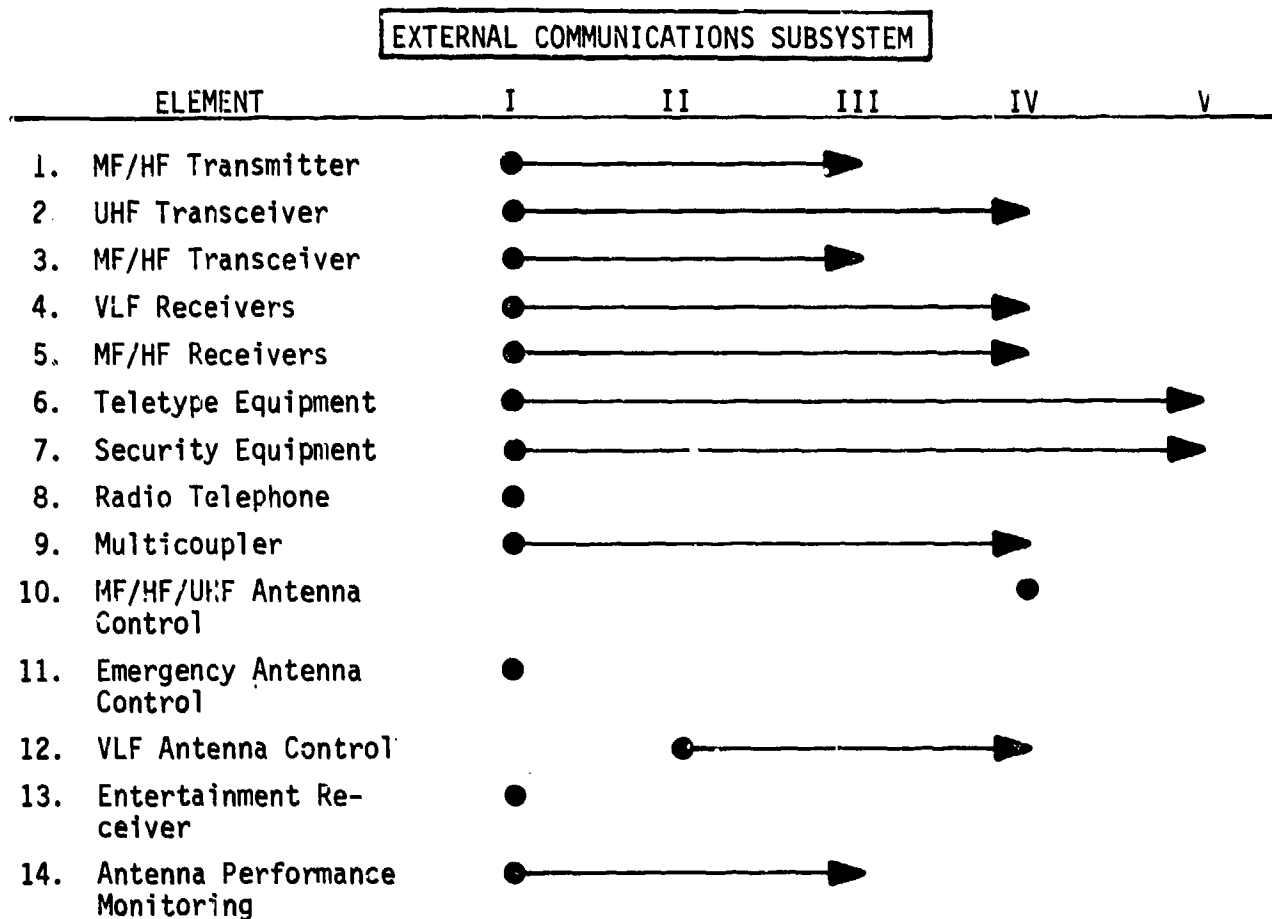 EXTERNAL COMMUNICATIONS SUBSYSTEM
ELEMENT I II III IV V
1. MF/HF Transmitter
2. UHF Transceiver
3. MF/HF Transceiver
4. VLF Receivers
5. MF/HF Receivers
6. Teletype Equipment
7. Security Equipment
8. Radio Telephone
9. Multicoupler
10. MF/HF/UHF Antenna
Control
11. Emergency Antenna
Control
12. VLF Antenna Control
13. Entertainment Re-
ceiver
14. Antenna Performance
Monitoring